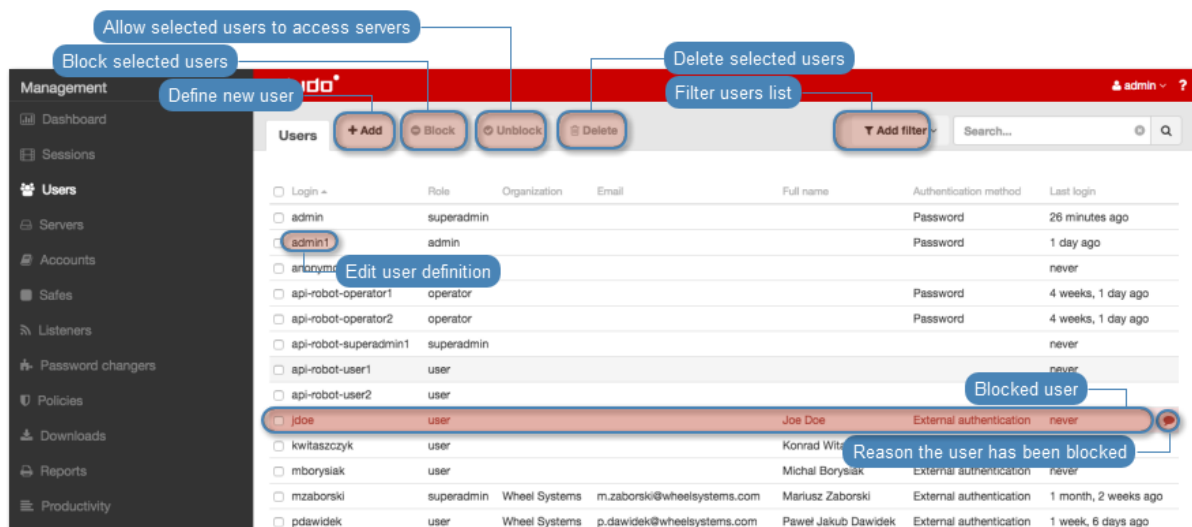 Allow selected users to access servers
Block selected users
Delete selected users
Management
Define new user
Filter users list
admin
?
Dashboard
Users
+ Add
Block
Unblock
Delete
Add filter
Search...
Sessions
Users
Login
Role
Organization
Email
Full name
Authentication method
Last login
admin superadmin Password 26 minutes ago
Servers
admin1 admin Password 1 day ago
Accounts
Edit user definition
never
Safes
api-robot-operator1 operator Password 4 weeks, 1 day ago
api-robot-operator2 operator Password 4 weeks, 1 day ago
Listeners
api-robot-superadmin1 superadmin never
Password changers
api-robot-user1 user never
Policies
api-robot-user2 user
Blocked user
jdoe user Joe Doe External authentication never
Downloads
kwitaszczyk user Konrad
Reason the user has been blocked
Reports
mborysiak user Michal Borysiak External authentication never
mzaborski superadmin Wheel Systems m.zaborski@wheelsystems.com Mariusz Zaborski External authentication 1 month, 2 weeks ago
Productivity
pdawidek user Wheel Systems p.dawidek@wheelsystems.com Paweł Jakub Dawidek External authentication 1 week, 6 days ago